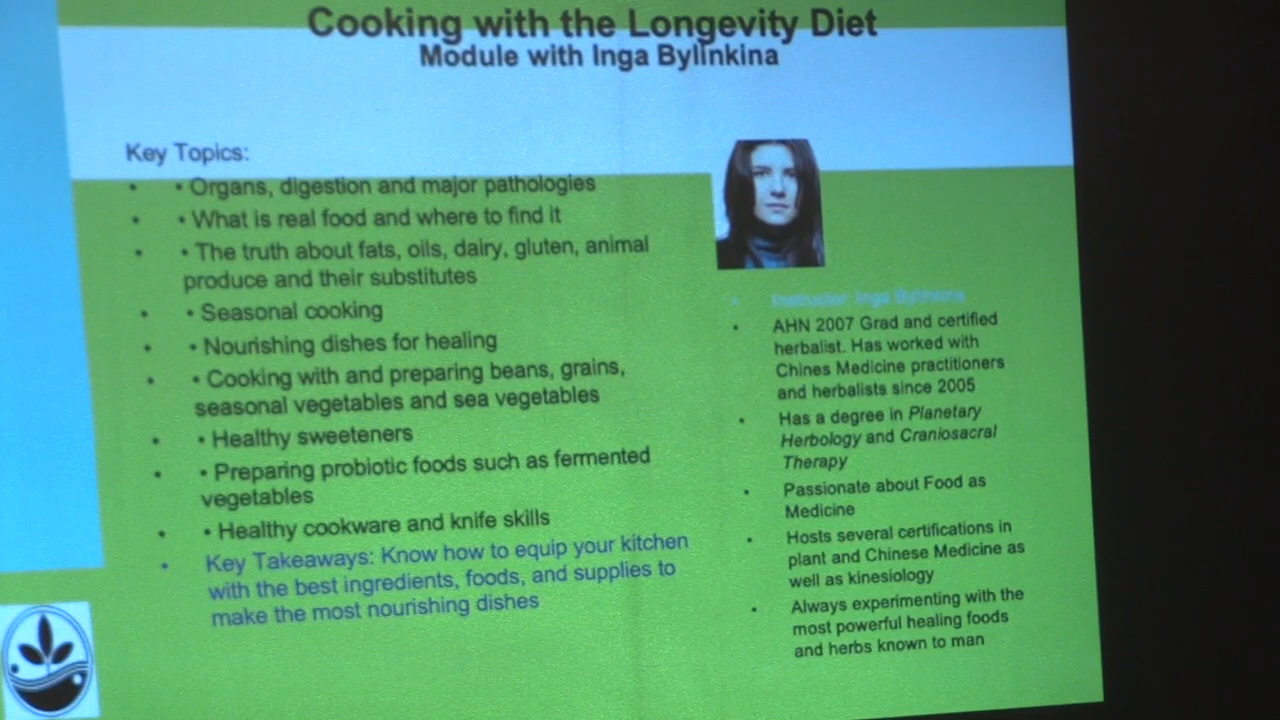 Cooking with the Longevity Diet
Module with Inga Bylinkina
Key Topics:
• • Organs, digestion and major pathologies
• • What is real food and where to find it
• • The truth about fats, oils, dairy, gluten, animal
produce and their substitutes
• • Seasonal cooking
• • Nourishing dishes for healing
• • Cooking with and preparing beans, grains,
seasonal vegetables and sea vegetables
• • Healthy sweeteners
• • Preparing probiotic foods such as fermented
vegetables
• • Healthy cookware and knife skills
• Key Takeaways: Know how to equip your kitchen
with the best ingredients, foods, and supplies to
make the most nourishing dishes
• Instructor: Inga Bylinkina
• AHN 2007 Grad and certified
herbalist. Has worked with
Chines Medicine practitioners
and herbalists since 2005
• Has a degree in Planetary
Herbology and Craniosacral
Therapy
• Passionate about Food as
Medicine
• Hosts several certifications in
plant and Chinese Medicine as
well as kinesiology
• Always experimenting with the
most powerful healing foods
and herbs known to man